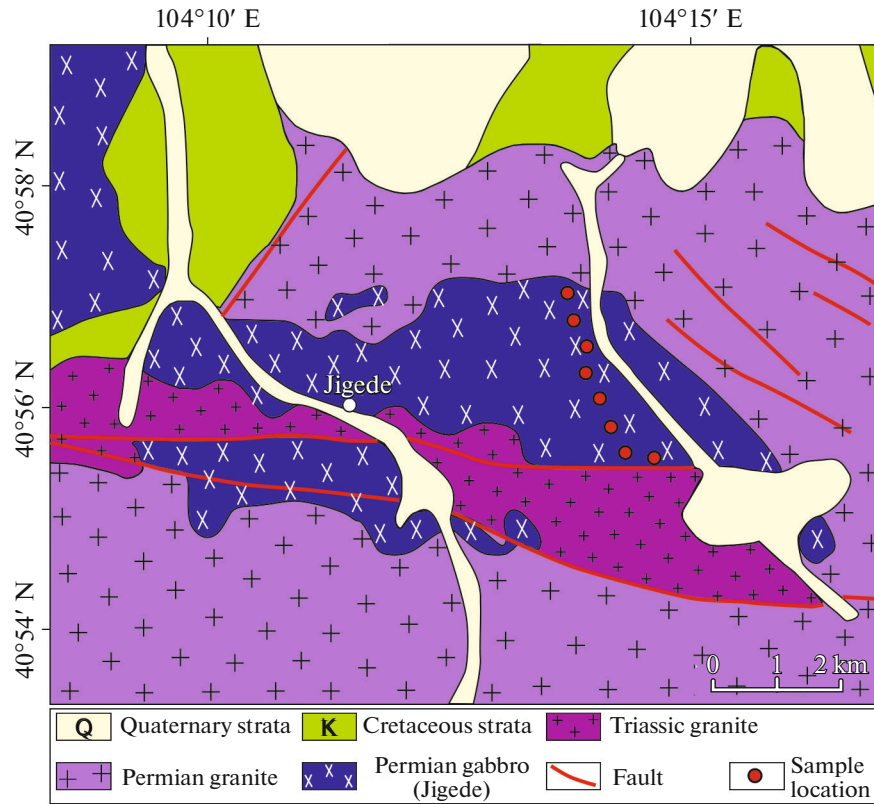 104°10′ E 104°15′ E
40°58′ N
40°56′ N
40°54′ N
Jigede
0 1 2 km
Q Quaternary strata K Cretaceous strata Triassic granite
Permian granite Permian gabbro (Jigede) Fault Sample location